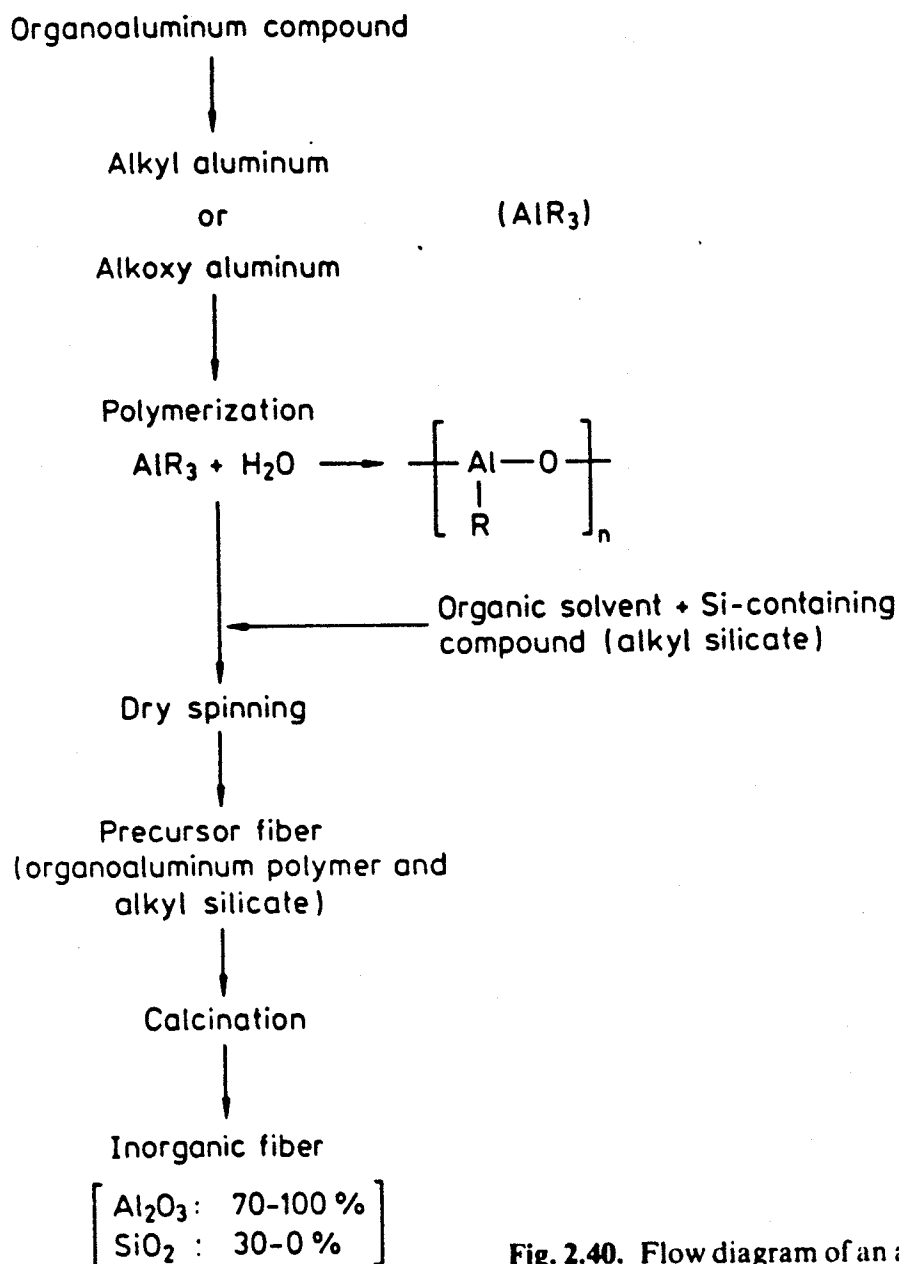 Organoaluminum compound
Alkyl aluminum
or
(AlR₃)
Alkoxy aluminum
Polymerization
AlR₃ + H₂O
Al—O
R
n
Organic solvent + Si-containing
compound (alkyl silicate)
Dry spinning
Precursor fiber
(organoaluminum polymer and
alkyl silicate)
Calcination
Inorganic fiber
Al₂O₃: 70-100%
SiO₂ : 30-0%
Fig. 2.40. Flow diagram of an a